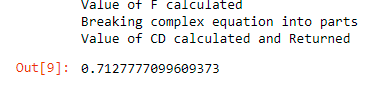 Value of F calculated
Breaking complex equation into parts
Value of CD calculated and Returned
Out[9]: 0.7127777099609373